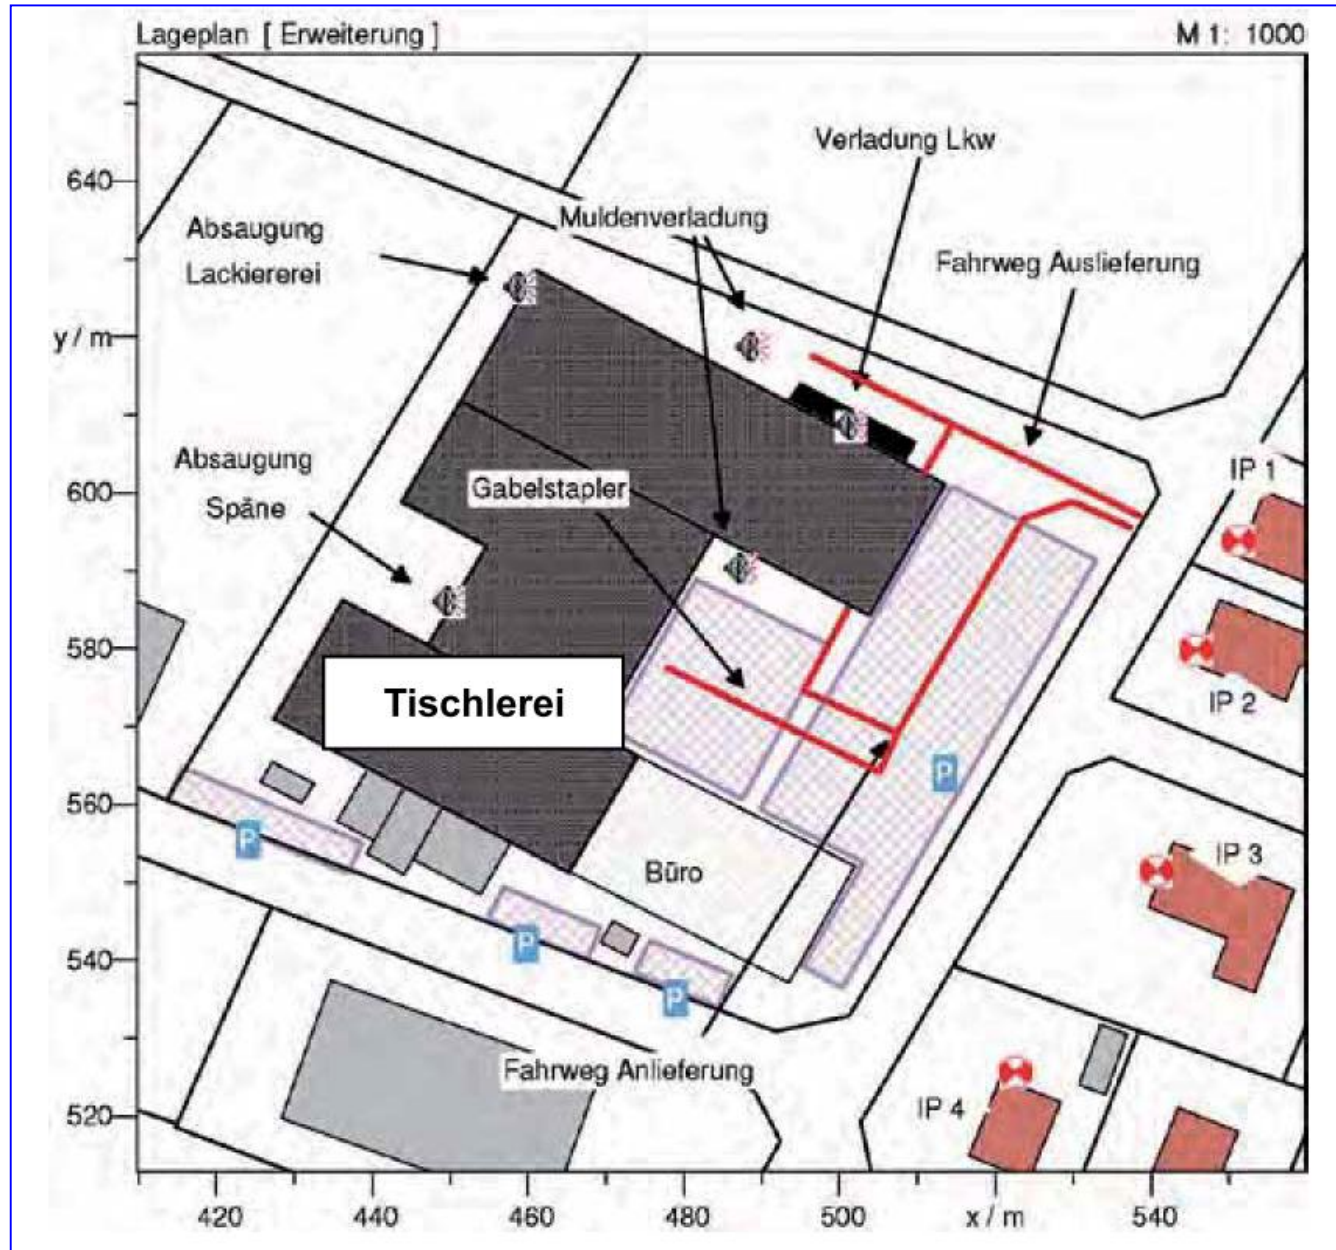 Lageplan [ Erweiterung ]
M 1: 1000
Verladung Lkw
640
Muldenverladung
Absaugung
Lackiererei
Fahrweg Auslieferung
y / m
Absaugung
Späne
IP 1
Gabelstapler
600
580
Tischlerei
IP 2
P
560
P
IP 3
Büro
540
P
P
Fahrweg Anlieferung
IP 4
520
420
440
460
480
500
x / m
540